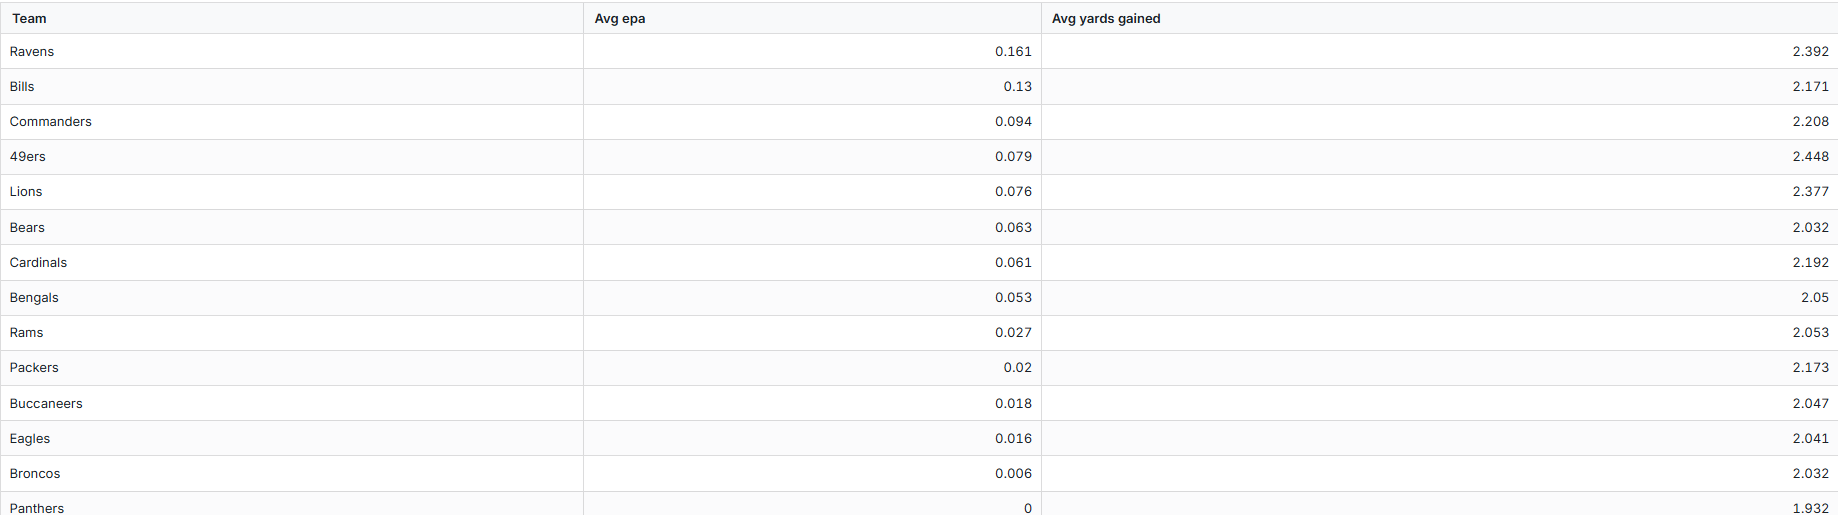 Team Avg epa Avg yards gained
Ravens 0.161 2.392
Bills 0.13 2.171
Commanders 0.094 2.208
49ers 0.079 2.448
Lions 0.076 2.377
Bears 0.063 2.032
Cardinals 0.061 2.192
Bengals 0.053 2.05
Rams 0.027 2.053
Packers 0.02 2.173
Buccaneers 0.018 2.047
Eagles 0.016 2.041
Broncos 0.006 2.032
Panthers 0 1.932